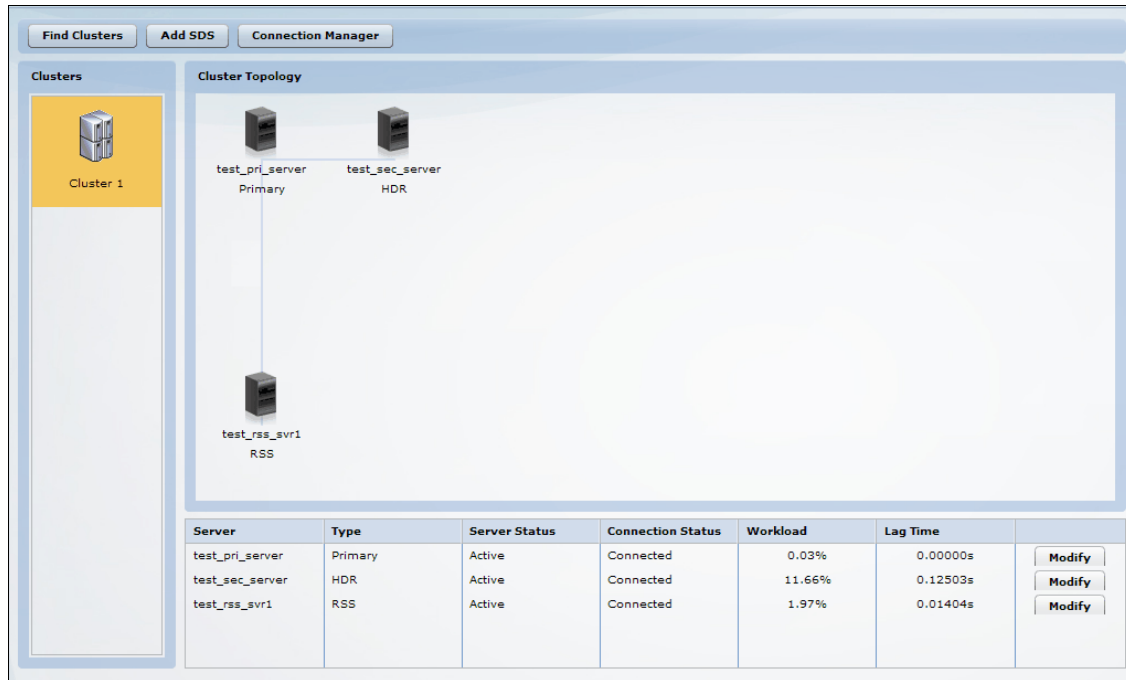 Find Clusters Add SDS Connection Manager
Clusters
Cluster 1
Cluster Topology
test_pri_server test_sec_server
Primary HDR
test_rss_svr1
RSS
Server Type Server Status Connection Status Workload Lag Time
test_pri_server Primary Active Connected 0.03% 0.00000s Modify
test_sec_server HDR Active Connected 11.66% 0.12503s Modify
test_rss_svr1 RSS Active Connected 1.97% 0.01404s Modify